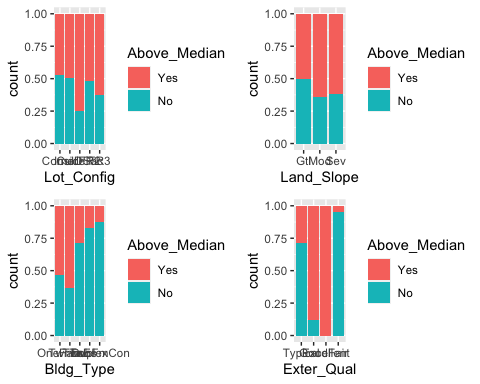 1.00
0.75
0.50
0.25
0.00
count
Lot_Config
Above_Median
Yes
No
1.00
0.75
0.50
0.25
0.00
count
Gtl Mod Sev
Land_Slope
Above_Median
Yes
No
1.00
0.75
0.50
0.25
0.00
count
Bldg_Type
Above_Median
Yes
No
1.00
0.75
0.50
0.25
0.00
count
Exter_Qual
Above_Median
Yes
No